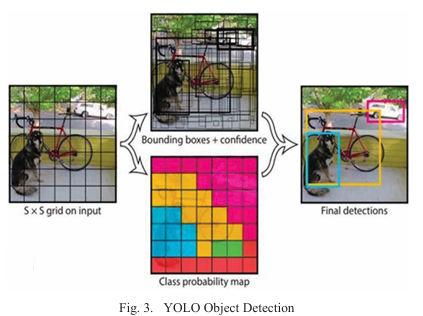 Bounding boxes + confidence
S × S grid on input
Final detections
Class probability map
Fig. 3. YOLO Object Detection